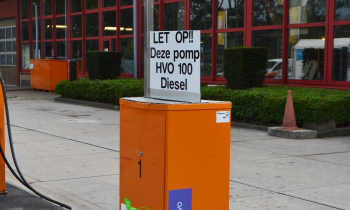 LET OP!!
Deze pomp
HVO 100
Diesel